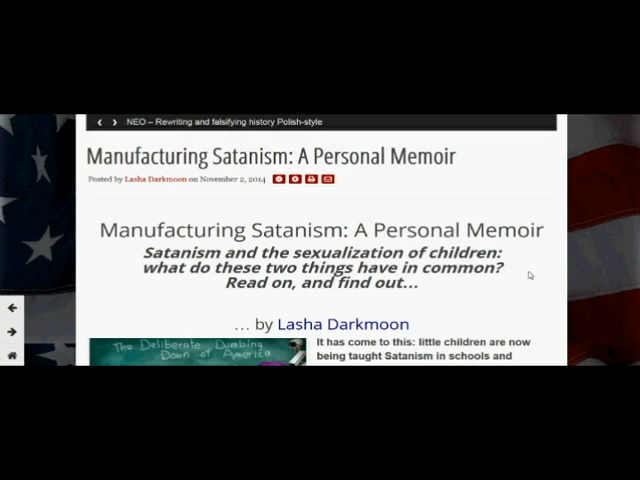 NEO – Rewriting and falsifying history Polish-style
Manufacturing Satanism: A Personal Memoir
Posted by Lasha Darkmoon on November 2, 2014
Manufacturing Satanism: A Personal Memoir
Satanism and the sexualization of children:
what do these two things have in common?
Read on, and find out...
... by Lasha Darkmoon
The Deliberate Dumbing
Down of America
It has come to this: little children are now
being taught Satanism in schools and